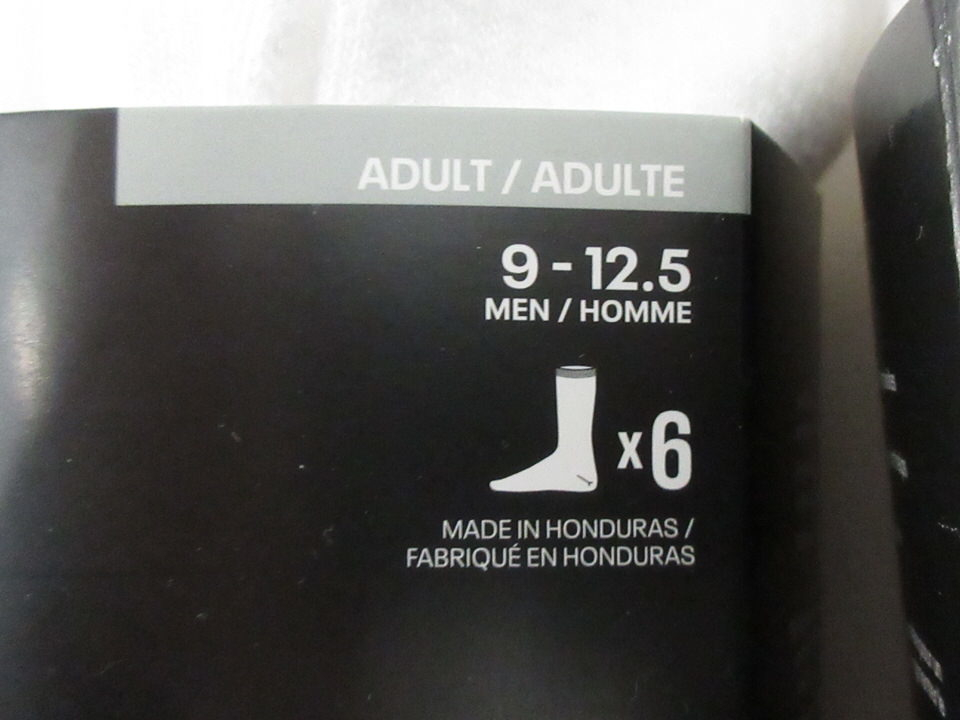 ADULT / ADULTE
9 - 12.5
MEN / HOMME
x6
MADE IN HONDURAS /
FABRIQUÉ EN HONDURAS